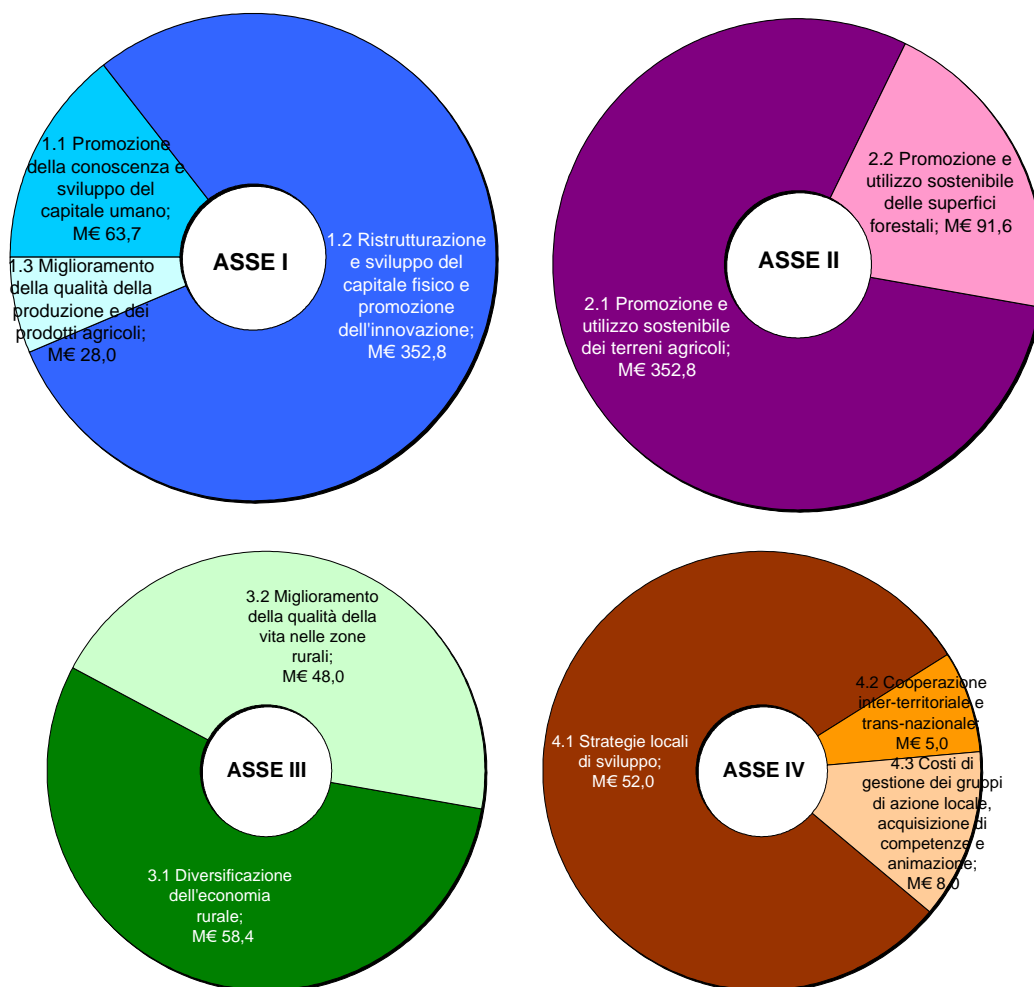 1.1 Promozione
della conoscenza e
sviluppo del
capitale umano;
M€ 63,7
1.3 Miglioramento
della qualità della
produzione e dei
prodotti agricoli;
M€ 28,0
ASSE I
1.2 Ristrutturazione
e sviluppo del
capitale fisico e
promozione
dell'innovazione;
M€ 352,8
2.1 Promozione e
utilizzo sostenibile
dei terreni agricoli;
M€ 352,8
ASSE II
2.2 Promozione e
utilizzo sostenibile
delle superfici
forestali; M€ 91,6
3.2 Miglioramento
della qualità della
vita nelle zone
rurali;
M€ 48,0
ASSE III
3.1 Diversificazione
dell'economia
rurale;
M€ 58,4
4.1 Strategie locali
di sviluppo;
M€ 52,0
ASSE IV
4.2 Cooperazione
inter-territoriale e
trans-nazionale;
M€ 5,0
4.3 Costi di
gestione dei gruppi
di azione locale,
acquisizione di
competenze e
animazione;
M€ 8,0